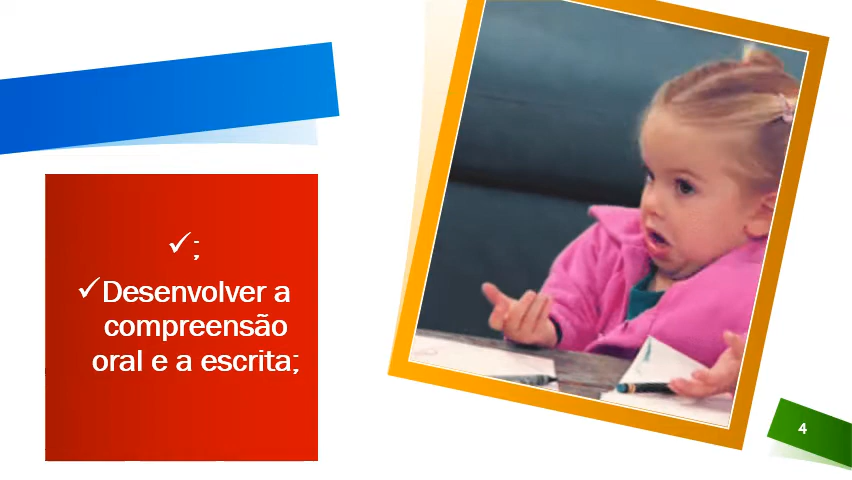 ✓;
✓Desenvolver a
compreensão
oral e a escrita;
4